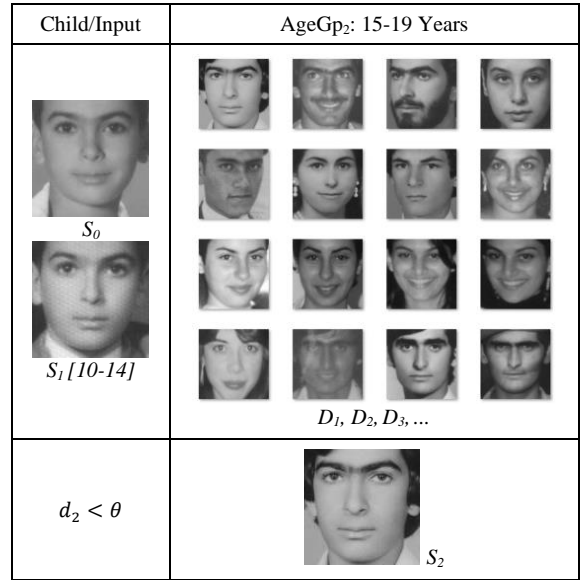 Child/Input
AgeGp₂: 15-19 Years
S₀
S₁ [10-14]
D₁, D₂, D₃, ...
d₂ < θ
S₂